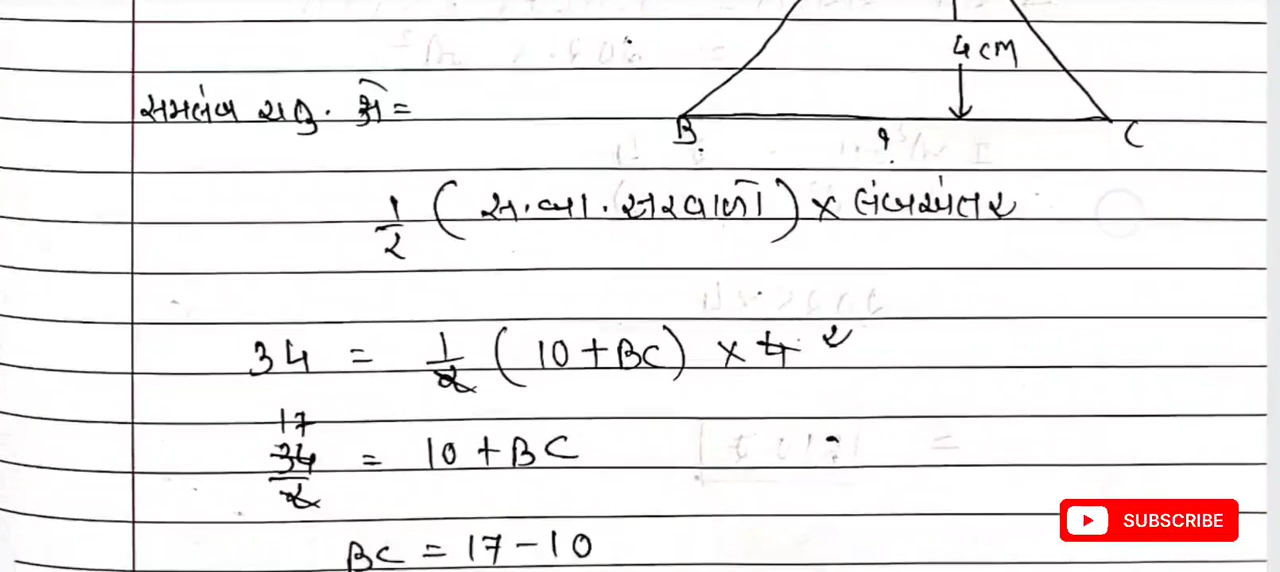 4 cm
સમલંબ ચતુ. ક્ષે =
B
C
?
1/2 (સ.બા.સરવાળો) × લંબઅંતર
34 = 1/2 (10 + BC) × 4 2
17
34/2 = 10 + BC
BC = 17 - 10
SUBSCRIBE